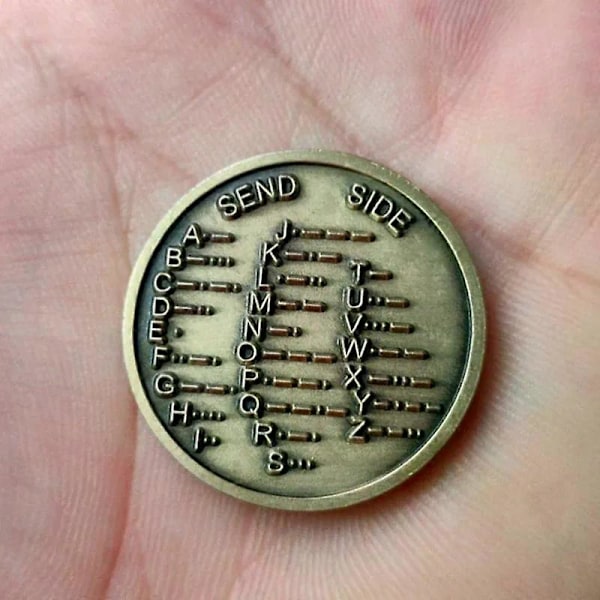 SEND SIDE
A .-
B -...
C -.-.
D -..
E .
F ..-.
G --.
H ....
I ..
J .---
K -.-
L .-..
M --
N -.
O ---
P .--.
Q --.-
R .-.
S ...
T -
U ..-
V ...-
W .--
X -..-
Y -.--
Z --..